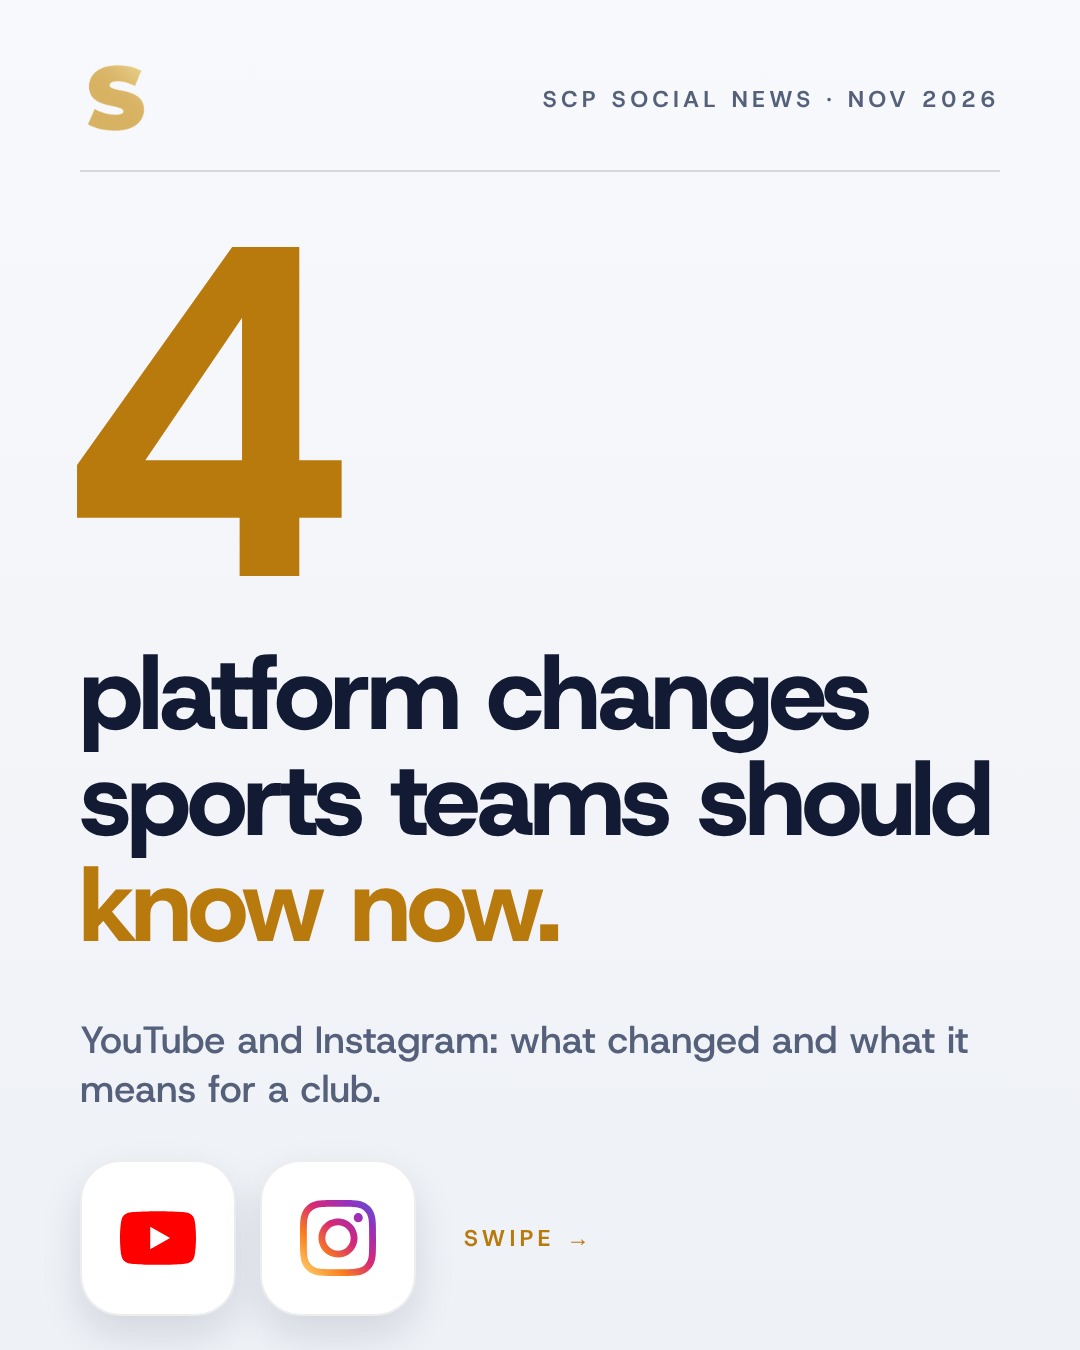 S
SCP SOCIAL NEWS · NOV 2026
4
platform changes
sports teams should
know now.
YouTube and Instagram: what changed and what it
means for a club.
SWIPE →